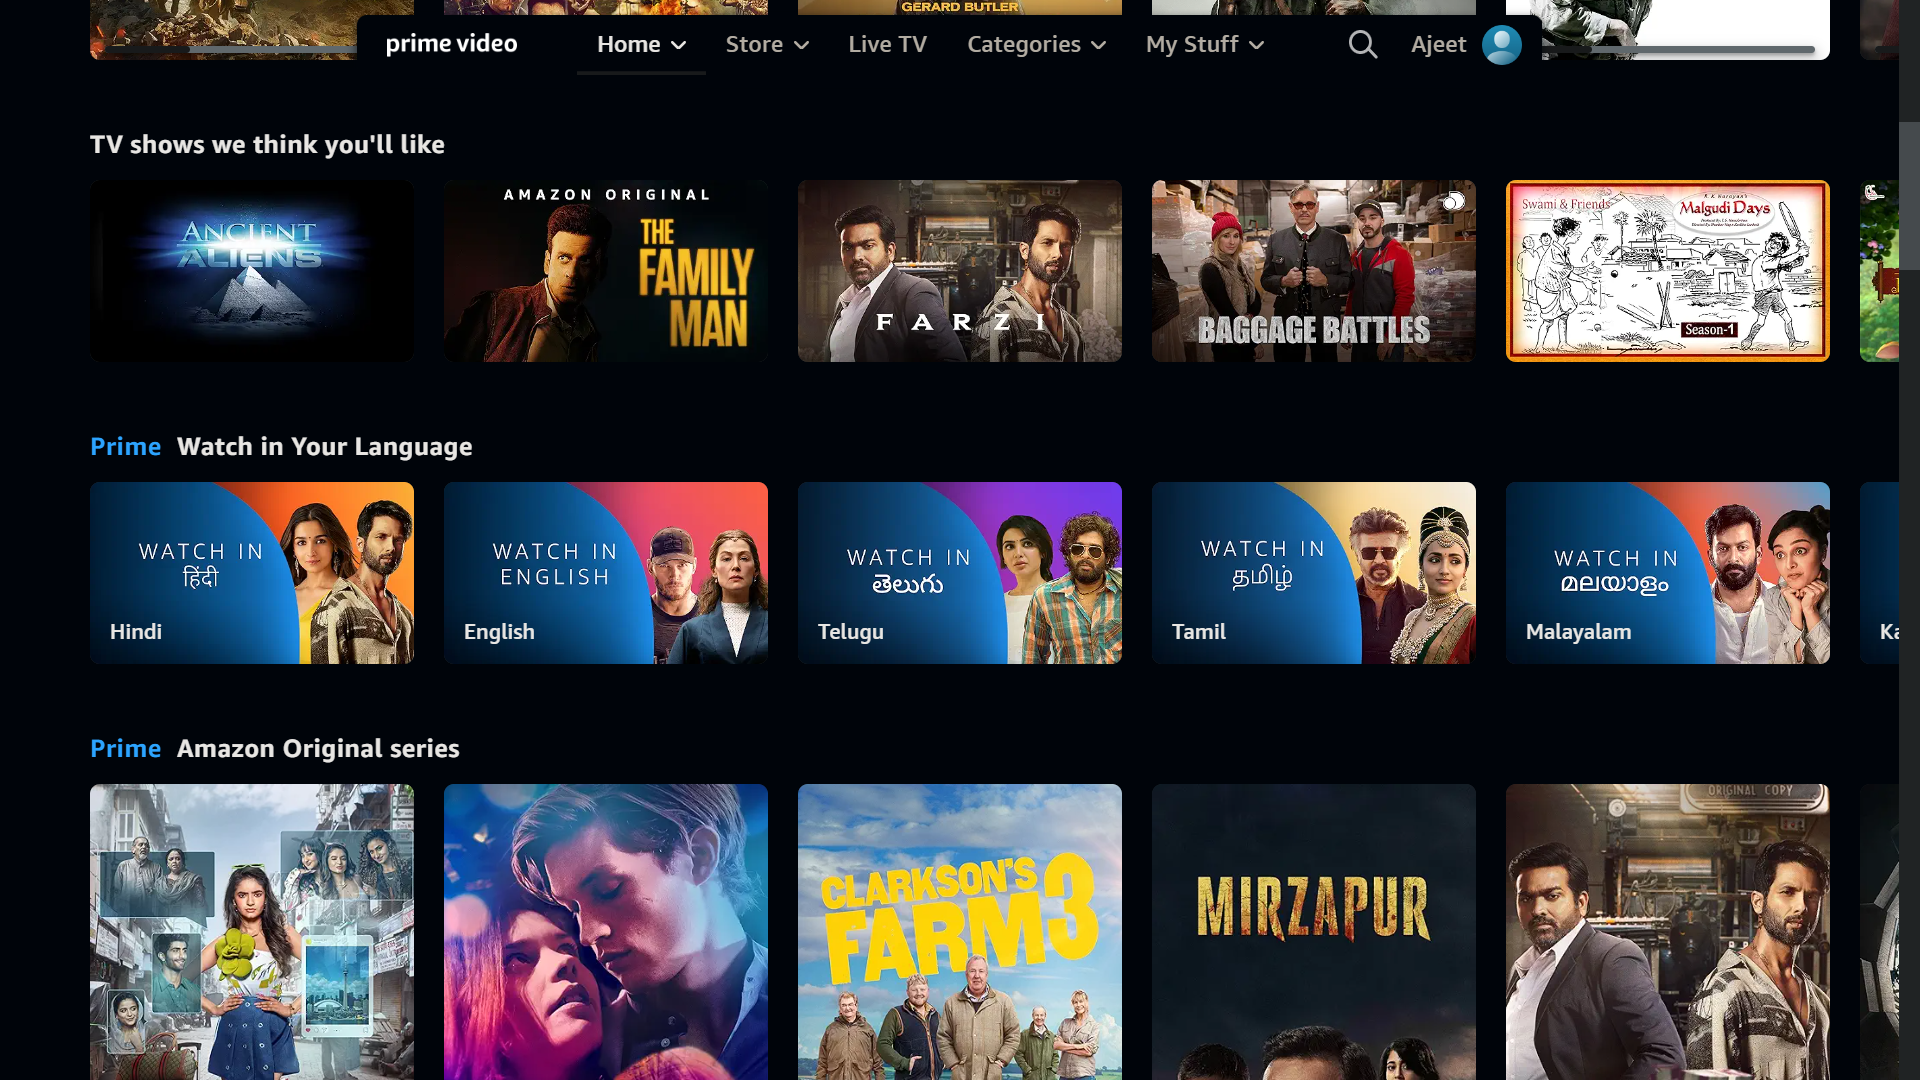 GERARD BUTLER
prime video
Home
Store
Live TV
Categories
My Stuff
Ajeet
TV shows we think you'll like
ANCIENT
ALIENS
AMAZON ORIGINAL
THE
FAMILY
MAN
FARZI
BAGGAGE BATTLES
Swami & Friends
R. K. Narayan's
Malgudi Days
Season-1
Prime Watch in Your Language
WATCH IN
हिंदी
Hindi
WATCH IN
ENGLISH
English
WATCH IN
తెలుగు
Telugu
WATCH IN
தமிழ்
Tamil
WATCH IN
മലയാളം
Malayalam
Ka
Prime Amazon Original series
CLARKSON'S
FARM 3
MIRZAPUR
ORIGINAL COPY